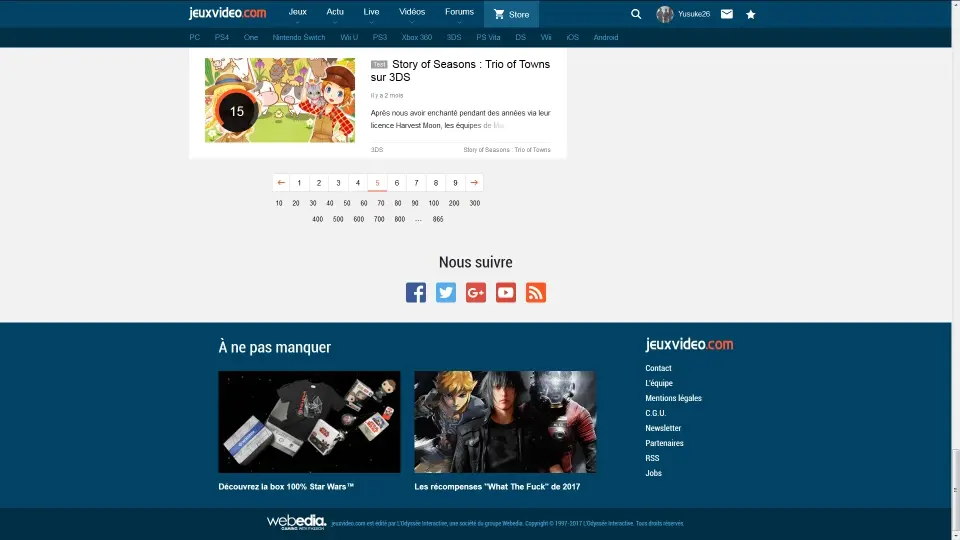 jeuxvideo.com Jeux Actu Live Vidéos Forums Store Yusuke26
PC PS4 One Nintendo Switch Wii U PS3 Xbox 360 3DS PS Vita DS Wii iOS Android
Test Story of Seasons : Trio of Towns
sur 3DS
15
il y a 2 mois
Après nous avoir enchanté pendant des années via leur
licence Harvest Moon, les équipes de
3DS Story of Seasons : Trio of Towns
← 1 2 3 4 5 6 7 8 9 →
10 20 30 40 50 60 70 80 90 100 200 300
400 500 600 700 800 ... 865
Nous suivre
À ne pas manquer
Découvrez la box 100% Star Wars™
Les récompenses "What The Fuck" de 2017
jeuxvideo.com
Contact
L'équipe
Mentions légales
C.G.U.
Newsletter
Partenaires
RSS
Jobs
webedia.
GAMING WITH PASSION
jeuxvideo.com est édité par L'Odyssée Interactive, une société du groupe Webedia. Copyright © 1997-2017 L'Odyssée Interactive. Tous droits réservés.